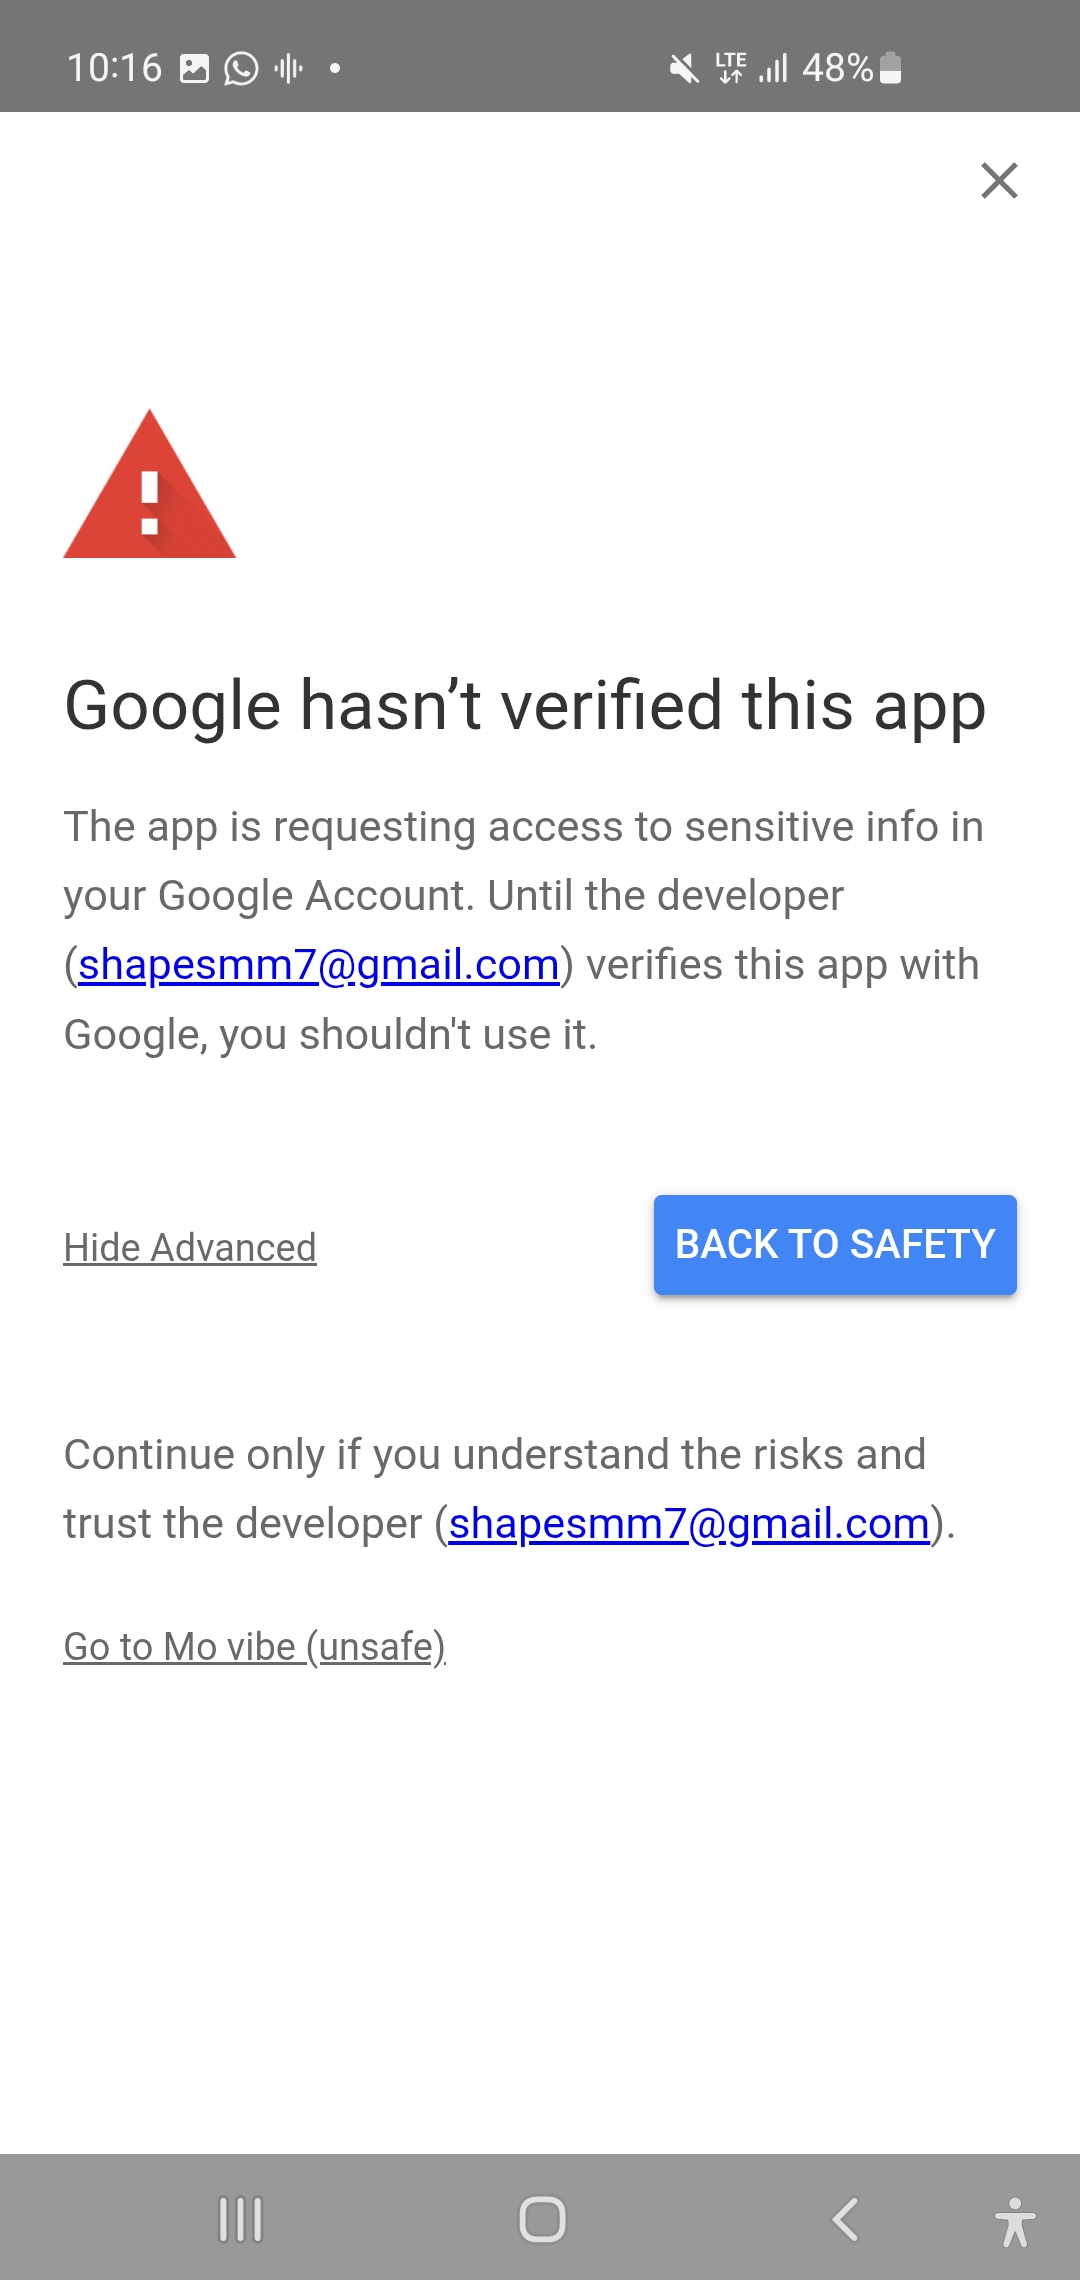 10:16 LTE 48%
Google hasn’t verified this app
The app is requesting access to sensitive info in
your Google Account. Until the developer
(shapesmm7@gmail.com) verifies this app with
Google, you shouldn't use it.
Hide Advanced
BACK TO SAFETY
Continue only if you understand the risks and
trust the developer (shapesmm7@gmail.com).
Go to Mo vibe (unsafe)